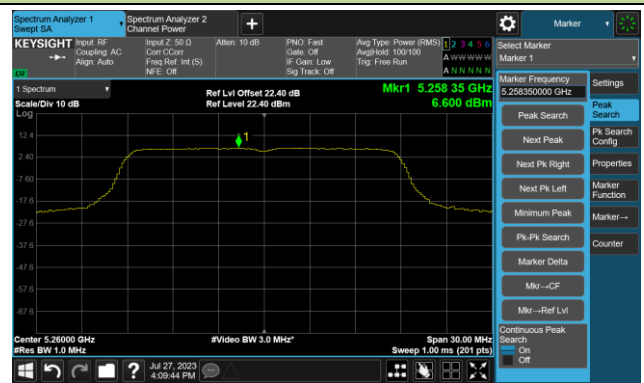 Spectrum Analyzer 1
Swept SA
Spectrum Analyzer 2
Channel Power
Marker
KEYSIGHT
Input: RF
Coupling: AC
Align: Auto
Input Z: 50 Ω
Corr CCorr
Freq Ref: Int (S)
NFE: Off
Atten: 10 dB
PNO: Fast
Gate: Off
IF Gain: Low
Sig Track: Off
Avg Type: Power (RMS)
Avg|Hold: 100/100
Trig: Free Run
1 2 3 4 5 6
A W W W W W
A N N N N N
LVI
Select Marker
Marker 1
1 Spectrum
Scale/Div 10 dB
Log
Ref Lvl Offset 22.40 dB
Ref Level 22.40 dBm
Mkr1 5.258 35 GHz
6.600 dBm
Marker Frequency
5.258350000 GHz
Settings
Peak Search
Peak
Search
Next Peak
Pk Search
Config
Next Pk Right
Properties
Next Pk Left
Marker
Function
Minimum Peak
Marker→
Pk-Pk Search
Counter
Marker Delta
Mkr→CF
Mkr→Ref Lvl
Continuous Peak
Search
On
Off
12.4
2.40
-7.60
-17.6
-27.6
-37.6
-47.6
-57.6
-67.6
1
Center 5.26000 GHz
#Res BW 1.0 MHz
#Video BW 3.0 MHz*
Span 30.00 MHz
Sweep 1.00 ms (201 pts)
?
Jul 27, 2023
4:09:44 PM